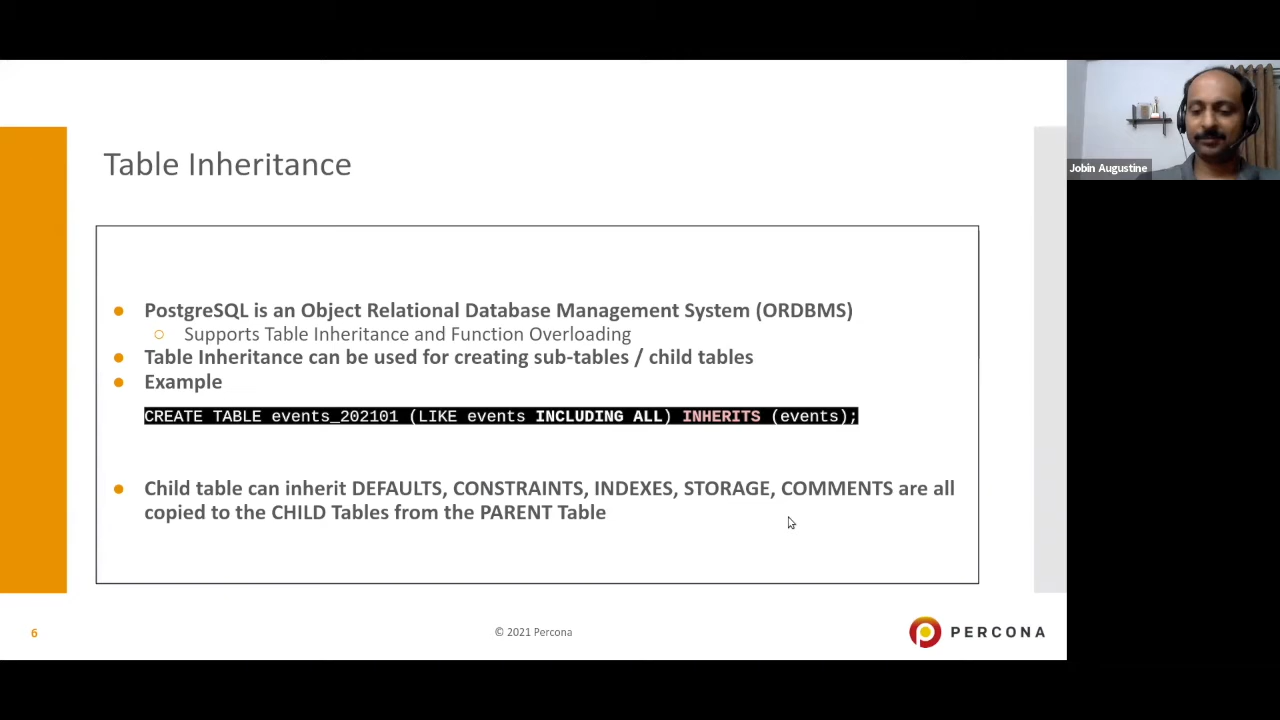 Jobin Augustine
Table Inheritance
● PostgreSQL is an Object Relational Database Management System (ORDBMS)
○ Supports Table Inheritance and Function Overloading
● Table Inheritance can be used for creating sub-tables / child tables
● Example
CREATE TABLE events_202101 (LIKE events INCLUDING ALL) INHERITS (events);
● Child table can inherit DEFAULTS, CONSTRAINTS, INDEXES, STORAGE, COMMENTS are all
copied to the CHILD Tables from the PARENT Table
6
© 2021 Percona
PERCONA